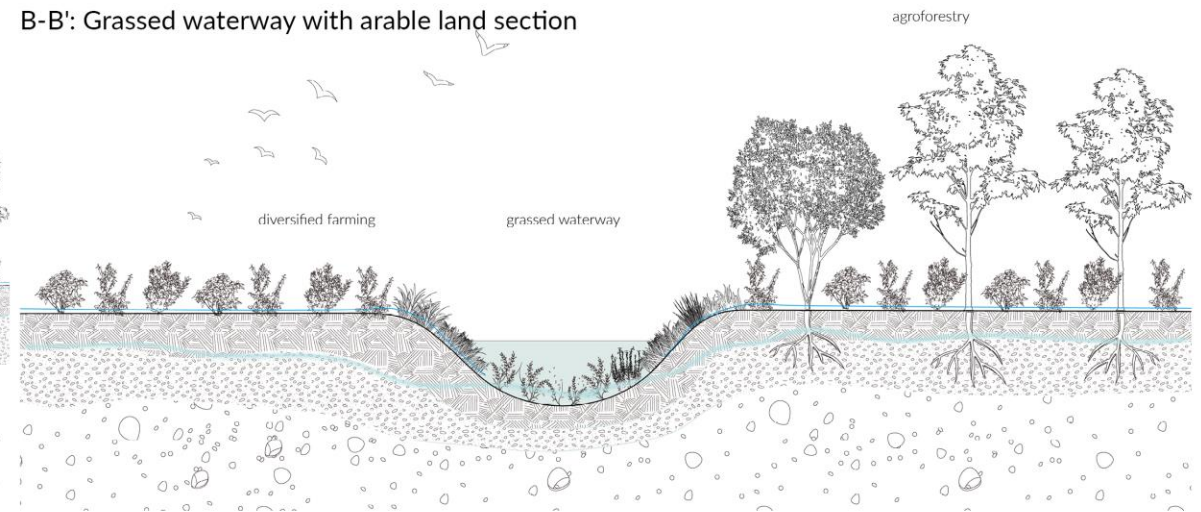 B-B': Grassed waterway with arable land section
agroforestry
diversified farming
grassed waterway